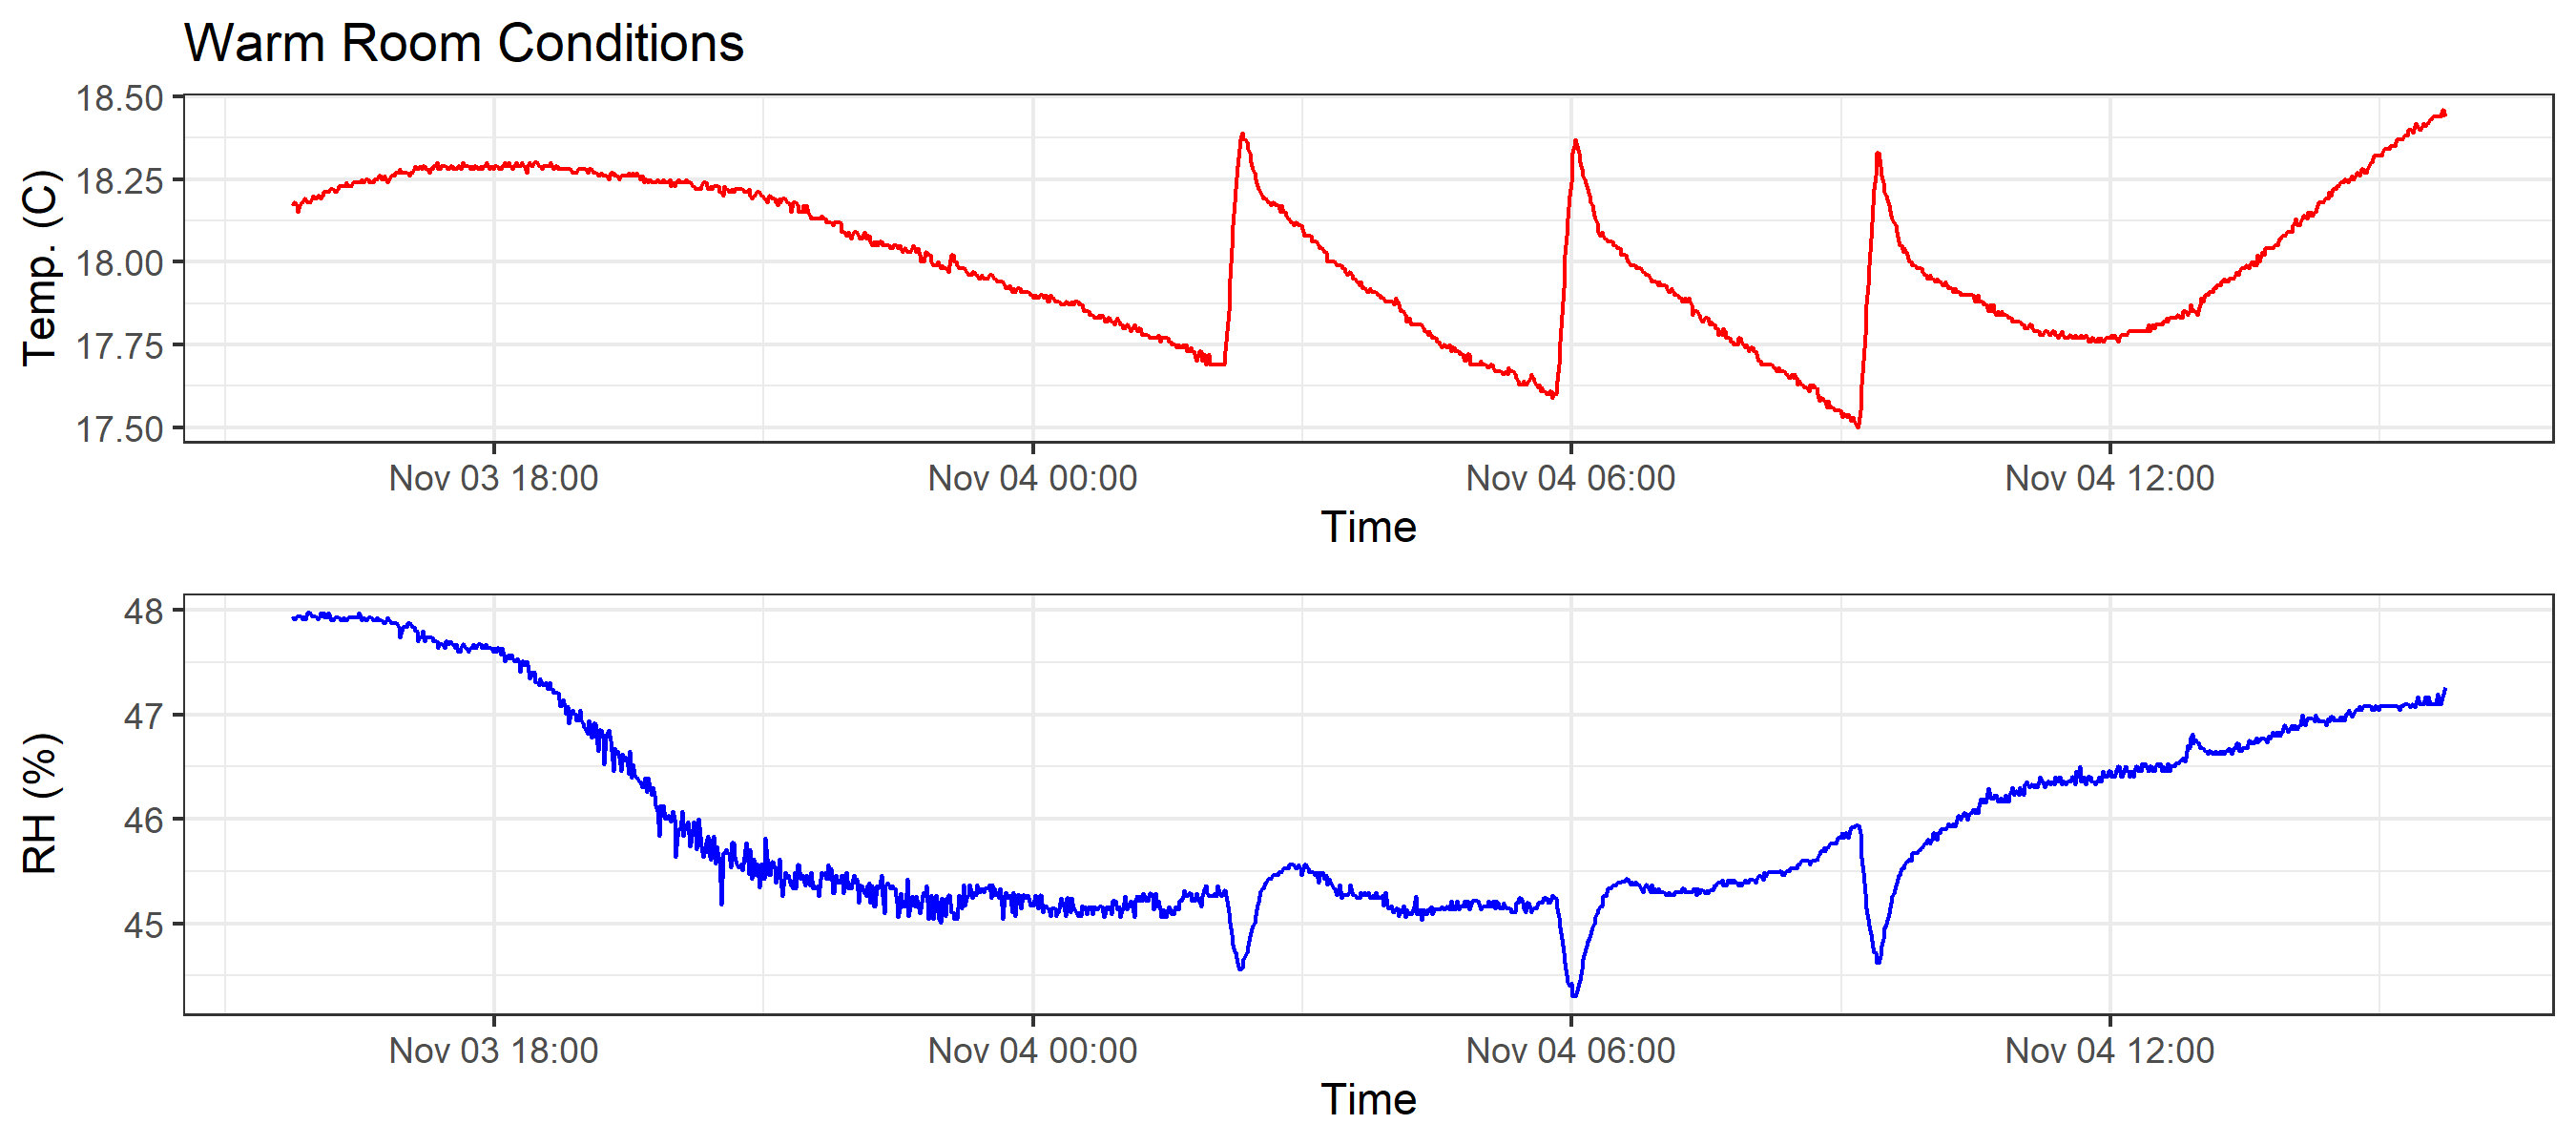 Warm Room Conditions
18.50
18.25
18.00
17.75
17.50
Temp. (C)
Nov 03 18:00 Nov 04 00:00 Nov 04 06:00 Nov 04 12:00
Time
48
47
46
45
RH (%)
Nov 03 18:00 Nov 04 00:00 Nov 04 06:00 Nov 04 12:00
Time